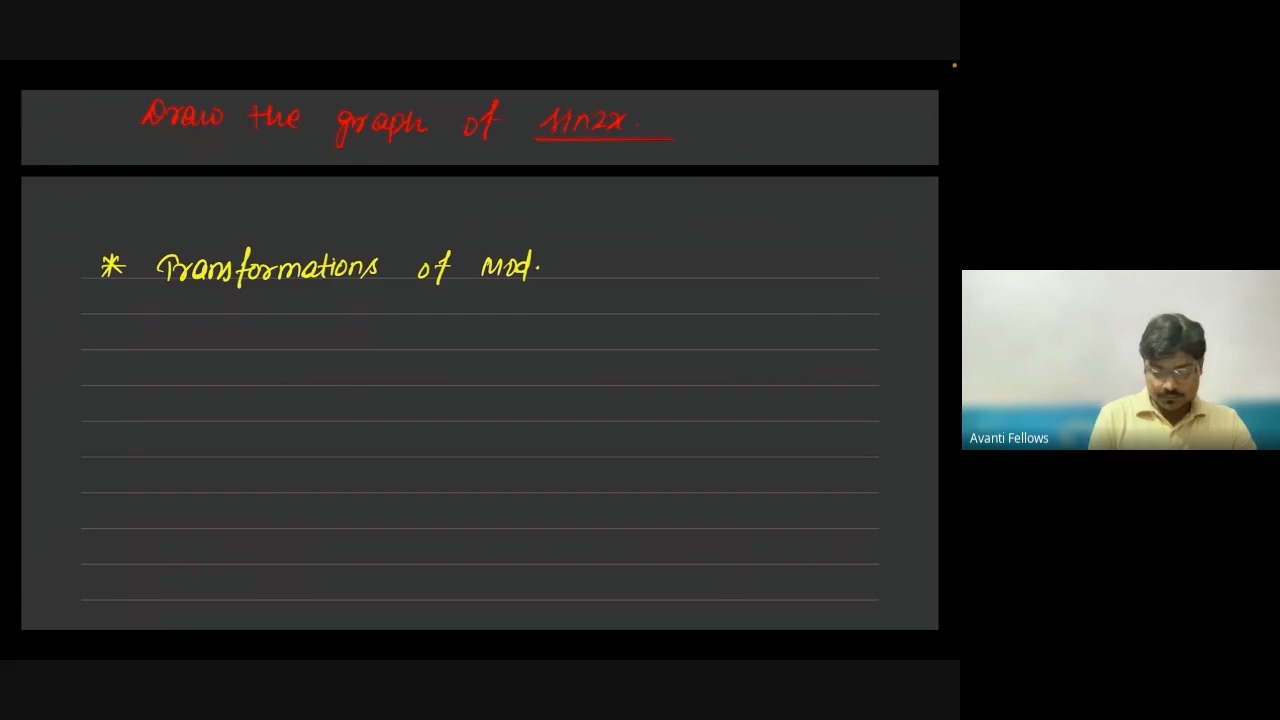 Draw the graph of sin2x.
* Transformations of Mod.
Avanti Fellows